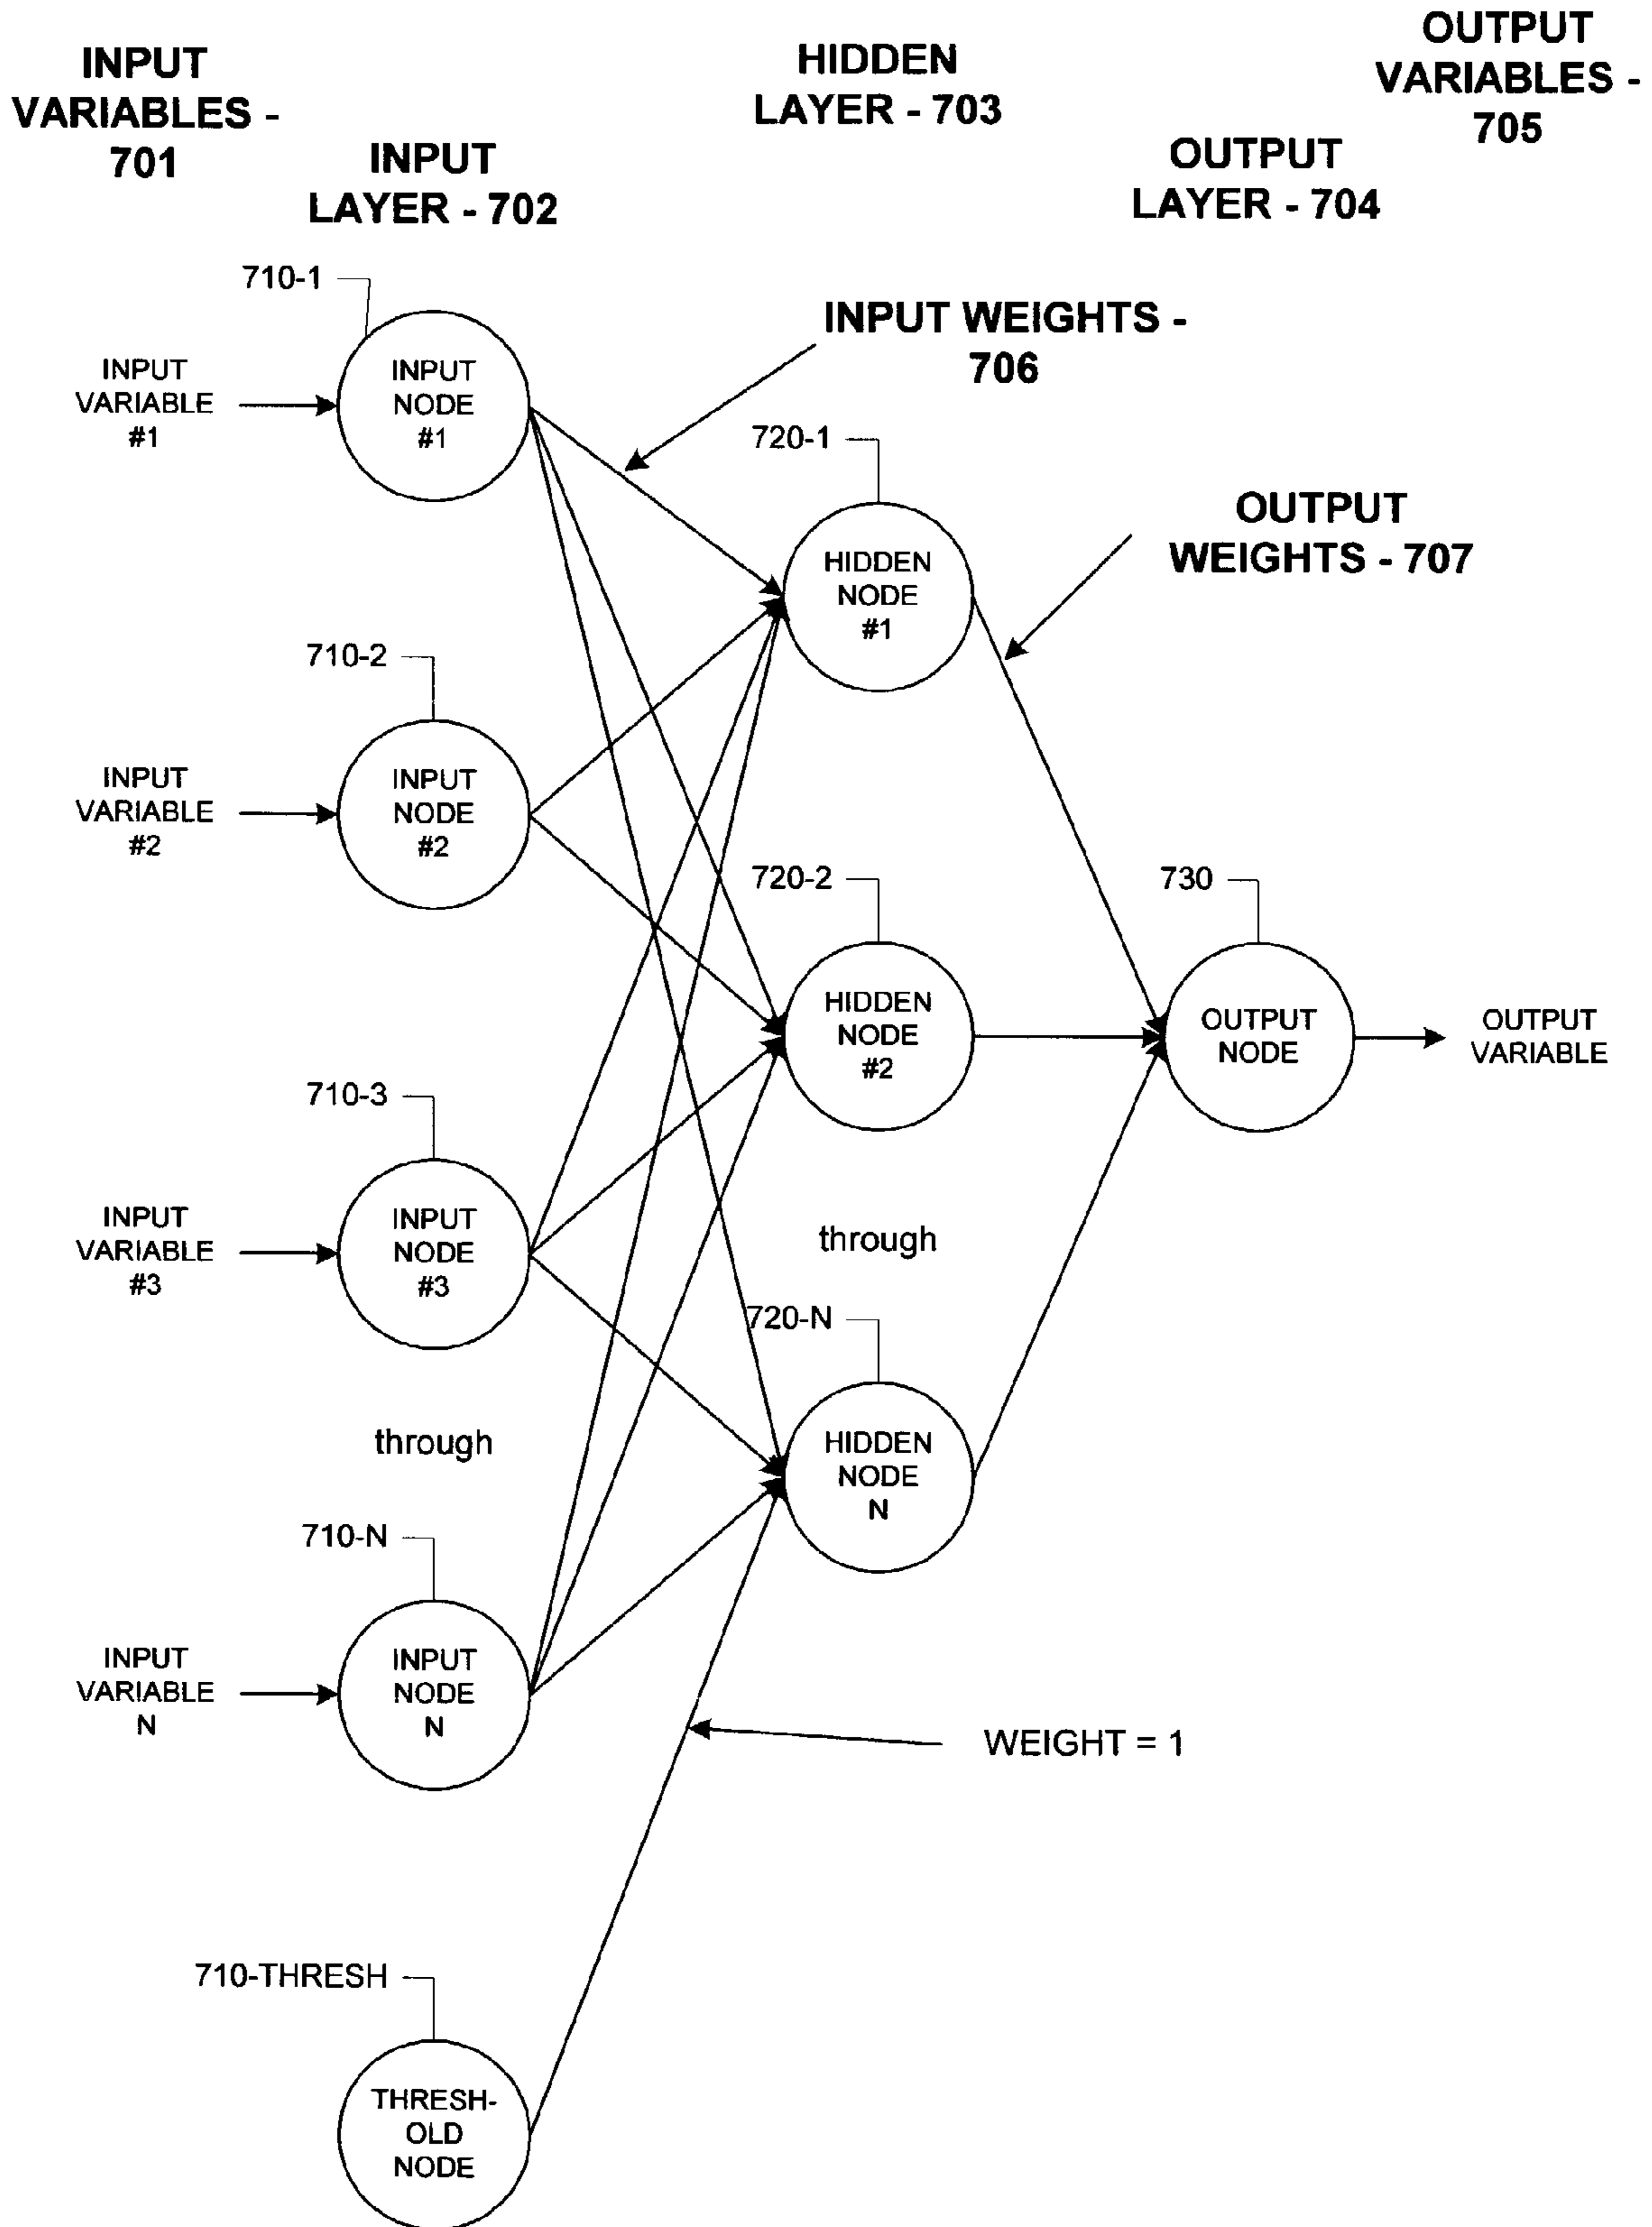 INPUT
VARIABLES -
701
INPUT
LAYER - 702
HIDDEN
LAYER - 703
OUTPUT
LAYER - 704
OUTPUT
VARIABLES -
705
710-1
INPUT
VARIABLE
#1
INPUT
NODE
#1
INPUT WEIGHTS -
706
720-1
HIDDEN
NODE
#1
OUTPUT
WEIGHTS - 707
710-2
INPUT
VARIABLE
#2
INPUT
NODE
#2
720-2
HIDDEN
NODE
#2
730
OUTPUT
NODE
OUTPUT
VARIABLE
710-3
INPUT
VARIABLE
#3
INPUT
NODE
#3
through
720-N
HIDDEN
NODE
N
through
710-N
INPUT
VARIABLE
N
INPUT
NODE
N
WEIGHT = 1
710-THRESH
THRESH-
OLD
NODE